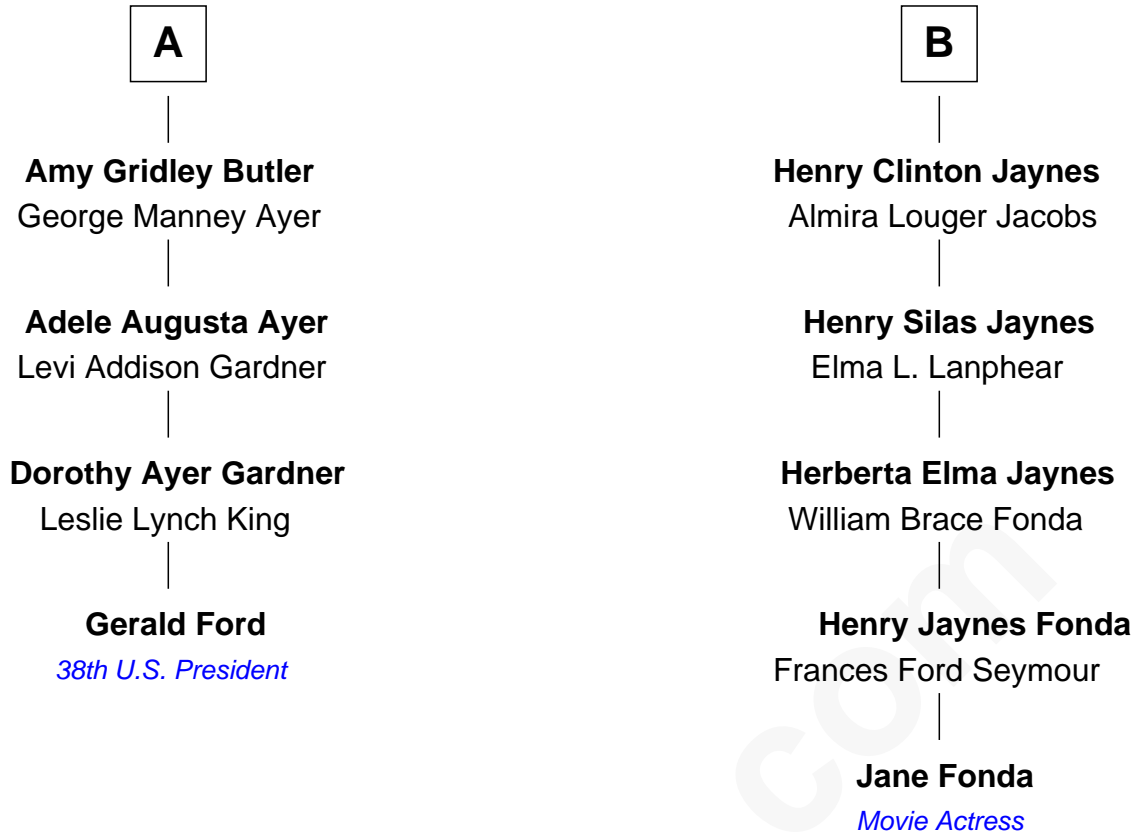 A
Amy Gridley Butler
George Manney Ayer
Adele Augusta Ayer
Levi Addison Gardner
Dorothy Ayer Gardner
Leslie Lynch King
Gerald Ford
38th U.S. President
B
Henry Clinton Jaynes
Almira Louger Jacobs
Henry Silas Jaynes
Elma L. Lanphear
Herberta Elma Jaynes
William Brace Fonda
Henry Jaynes Fonda
Frances Ford Seymour
Jane Fonda
Movie Actress
com